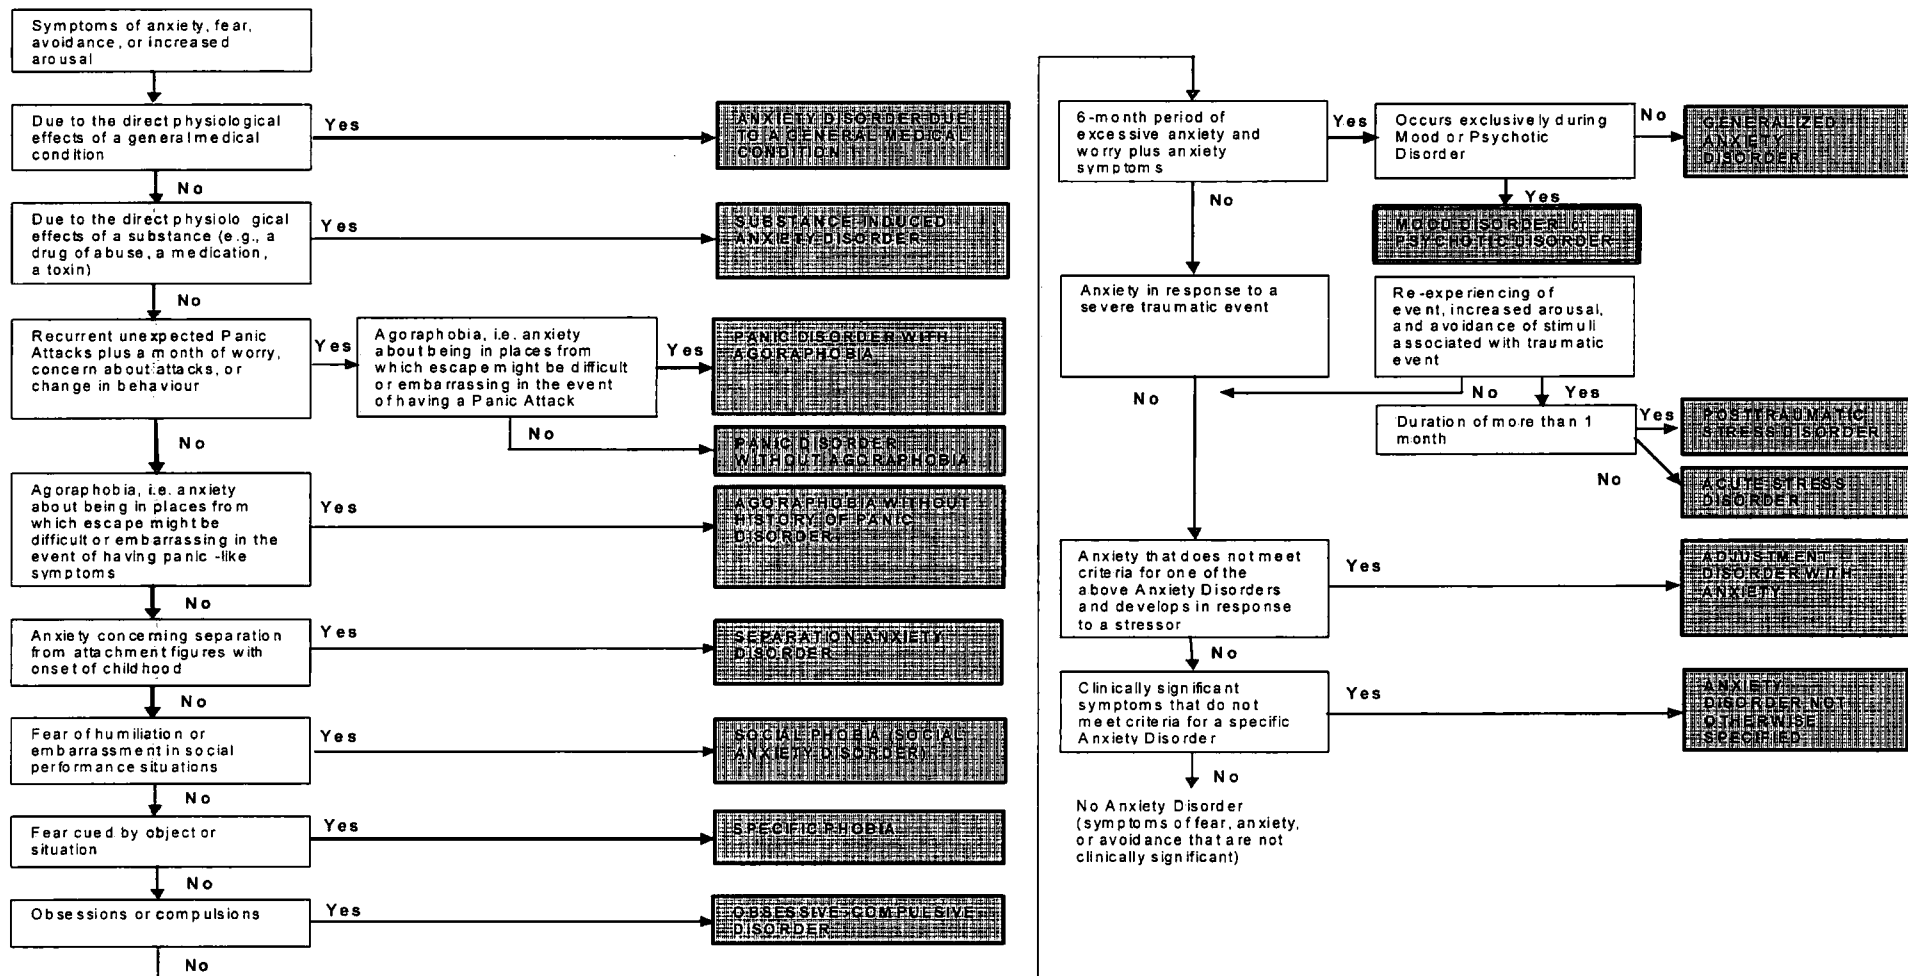 Symptoms of anxiety, fear,
avoidance, or increased
arousal
Due to the direct physiological
effects of a general medical
condition
Yes
ANXIETY DISORDER DUE
TO A GENERAL MEDICAL
CONDITION
No
Due to the direct physiolo gical
effects of a substance (e.g., a
drug of abuse, a medication,
a toxin)
Yes
SUBSTANCE-INDUCED
ANXIETY DISORDER
No
Recurrent unexpected Panic
Attacks plus a month of worry,
concern about attacks, or
change in behaviour
Yes
Agoraphobia, i.e. anxiety
about being in places from
which escape might be difficult
or embarrassing in the event
of having a Panic Attack
Yes
PANIC DISORDER WITH
AGORAPHOBIA
No
PANIC DISORDER
WITHOUT AGORAPHOBIA
No
Agoraphobia, i.e. anxiety
about being in places from
which escape might be
difficult or embarrassing in the
event of having panic -like
symptoms
Yes
AGORAPHOBIA WITHOUT
HISTORY OF PANIC
DISORDER
No
Anxiety concerning separation
from attachment figures with
onset of childhood
Yes
SEPARATION ANXIETY
DISORDER
No
Fear of humiliation or
embarrassment in social
performance situations
Yes
SOCIAL PHOBIA (SOCIAL
ANXIETY DISORDER)
No
Fear cued by object or
situation
Yes
SPECIFIC PHOBIA
No
Obsessions or compulsions
Yes
OBSESSIVE-COMPULSIVE
DISORDER
No
6-month period of
excessive anxiety and
worry plus anxiety
symptoms
Yes
Occurs exclusively during
Mood or Psychotic
Disorder
No
GENERALIZED
ANXIETY
DISORDER
No
Yes
MOOD DISORDER or
PSYCHOTIC DISORDER
Anxiety in response to a
severe traumatic event
Re-experiencing of
event, increased arousal,
and avoidance of stimuli
associated with traumatic
event
No
No
Yes
Duration of more than 1
month
Yes
POSTTRAUMATIC
STRESS DISORDER
No
ACUTE STRESS
DISORDER
Anxiety that does not meet
criteria for one of the
above Anxiety Disorders
and develops in response
to a stressor
Yes
ADJUSTMENT
DISORDER WITH
ANXIETY
No
Clinically significant
symptoms that do not
meet criteria for a specific
Anxiety Disorder
Yes
ANXIETY
DISORDER NOT
OTHERWISE
SPECIFIED
No
No Anxiety Disorder
(symptoms of fear, anxiety,
or avoidance that are not
clinically significant)